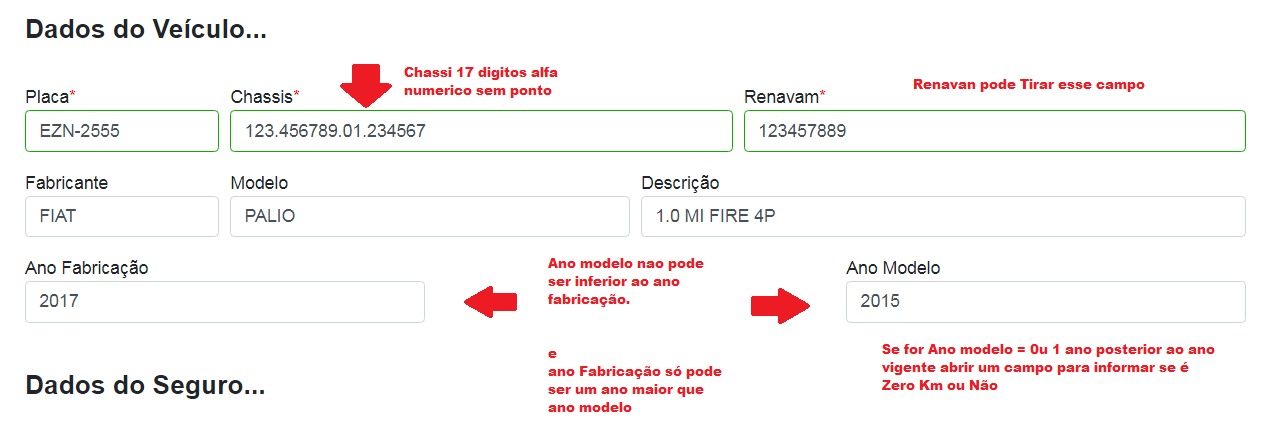 Dados do Veículo...
Chassi 17 digitos alfa
numerico sem ponto
Renavan pode Tirar esse campo
Placa*
Chassis*
Renavam*
EZN-2555
123.456789.01.234567
123457889
Fabricante
Modelo
Descrição
FIAT
PALIO
1.0 MI FIRE 4P
Ano Fabricação
Ano modelo nao pode
ser inferior ao ano
fabricação.
Ano Modelo
2017
2015
e
ano Fabricação só pode
ser um ano maior que
ano modelo
Se for Ano modelo = 0u 1 ano posterior ao ano
vigente abrir um campo para informar se é
Zero Km ou Não
Dados do Seguro...